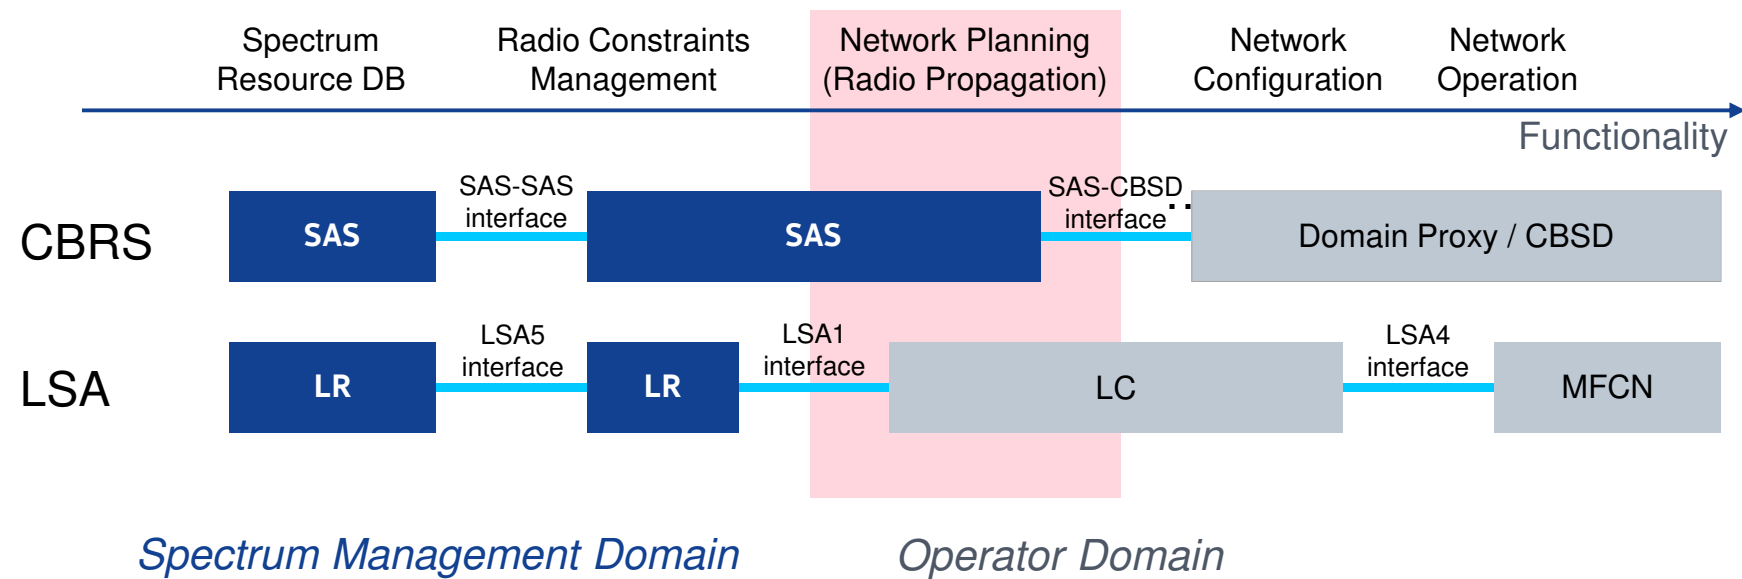 Spectrum
Resource DB
Radio Constraints
Management
Network Planning
(Radio Propagation)
Network
Configuration
Network
Operation
Functionality
CBRS
SAS
SAS-SAS
interface
SAS
SAS-CBSD
interface
..
Domain Proxy / CBSD
LSA
LR
LSA5
interface
LR
LSA1
interface
LC
LSA4
interface
MFCN
Spectrum Management Domain
Operator Domain